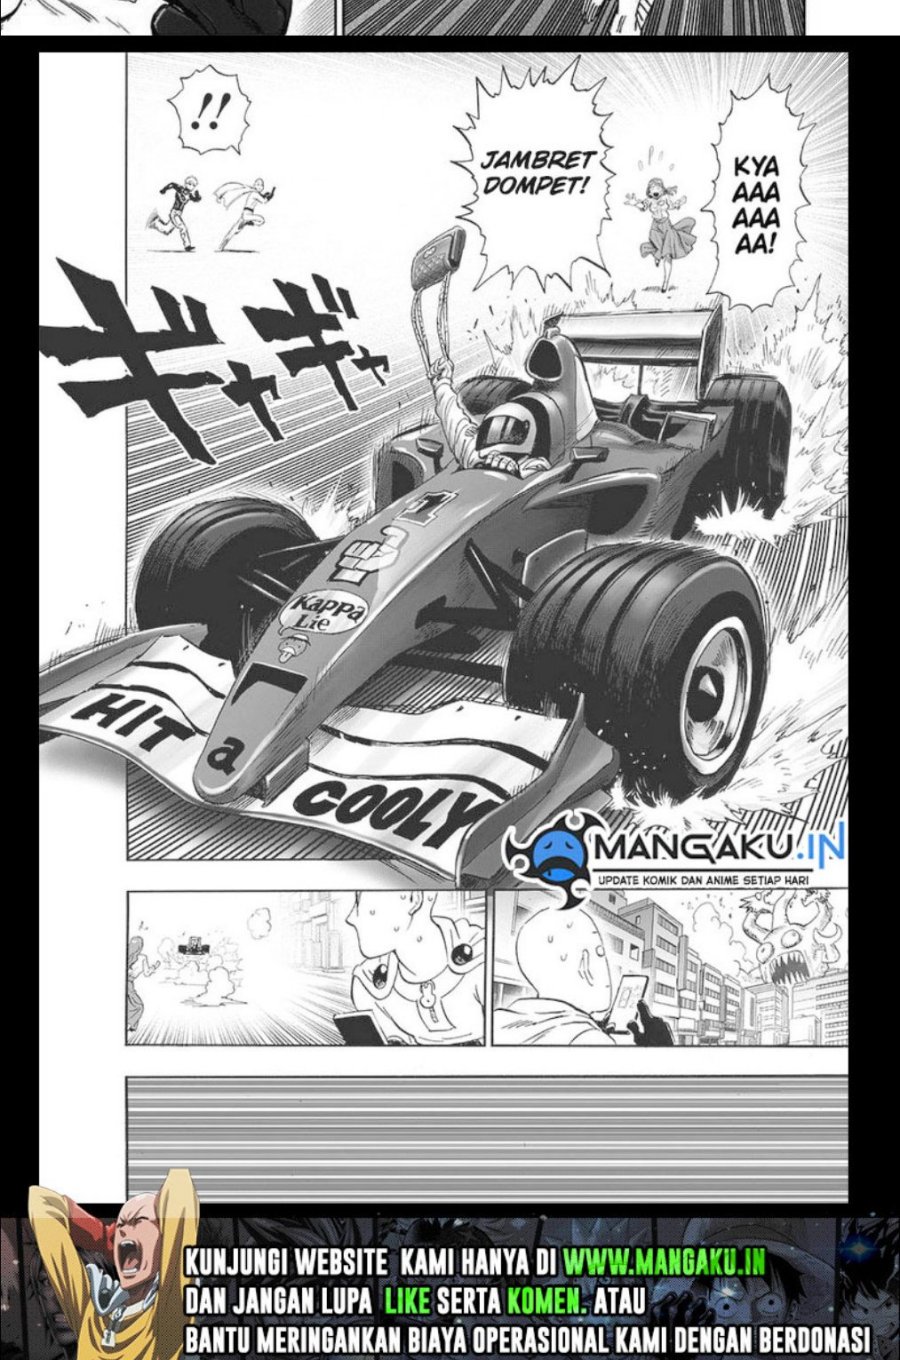 !!
JAMBRET
DOMPET!
KYA
AAA
AAA
AA!
ギャギャ
1
Kappa
Lie
HIT a COOLY
MANGAKU.IN
UPDATE KOMIK DAN ANIME SETIAP HARI
KUNJUNGI WEBSITE KAMI HANYA DI WWW.MANGAKU.IN
DAN JANGAN LUPA LIKE SERTA KOMEN. ATAU
BANTU MERINGANKAN BIAYA OPERASIONAL KAMI DENGAN BERDONASI